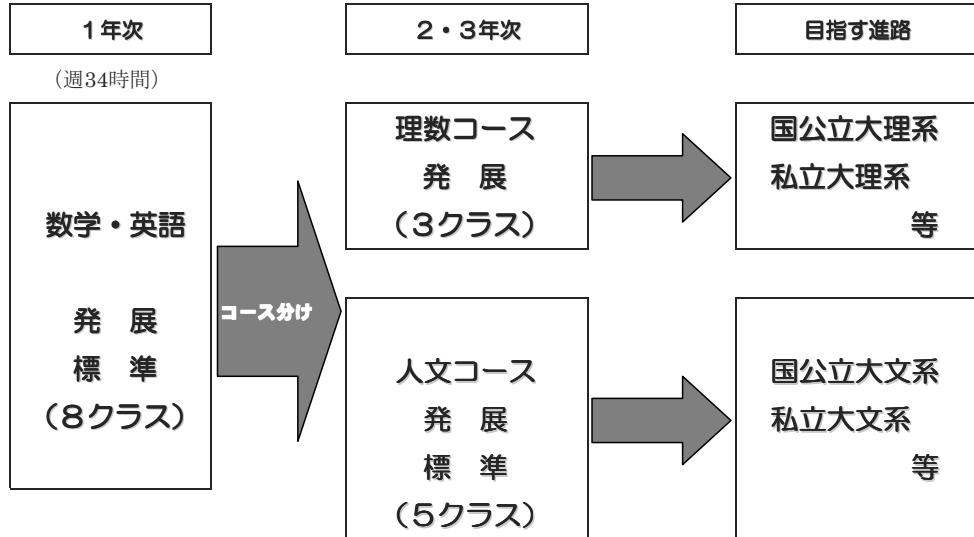 １年次
２・３年次
目指す進路
（週34時間）
数学・英語
発　展
標　準
（８クラス）
コース分け
理数コース
発　展
（３クラス）
国公立大理系
私立大理系
等
人文コース
発　展
標　準
（５クラス）
国公立大文系
私立大文系
等